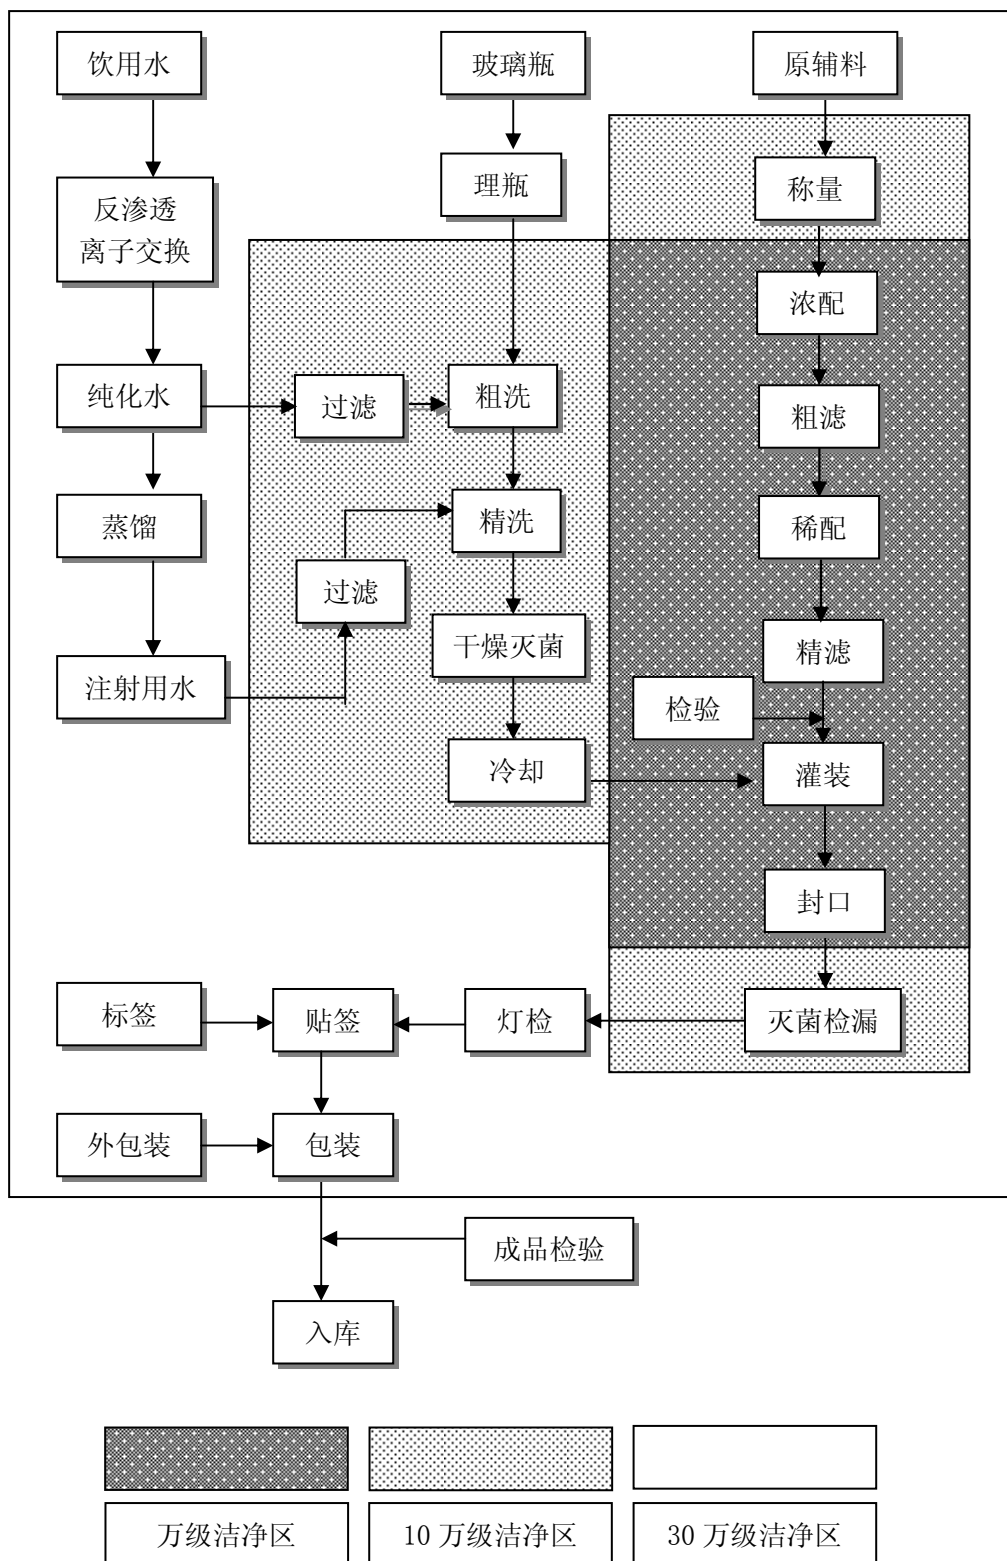 饮用水
玻璃瓶
原辅料
理瓶
称量
反渗透
离子交换
浓配
纯化水
过滤
粗洗
粗滤
蒸馏
精洗
稀配
过滤
干燥灭菌
精滤
注射用水
检验
冷却
灌装
封口
标签
贴签
灯检
灭菌检漏
外包装
包装
成品检验
入库
万级洁净区
10 万级洁净区
30 万级洁净区